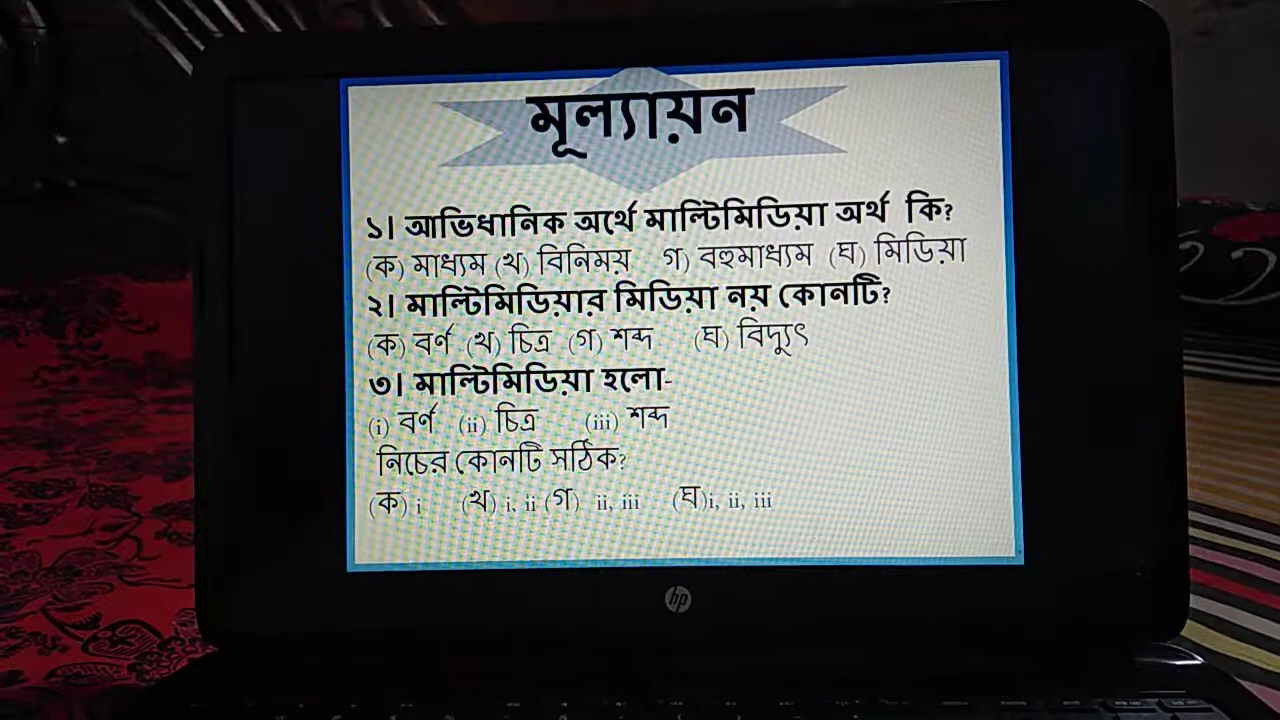 মূল্যায়ন
১। আভিধানিক অর্থে মাল্টিমিডিয়া অর্থ কি?
(ক) মাধ্যম (খ) বিনিময় গ) বহুমাধ্যম (ঘ) মিডিয়া
২। মাল্টিমিডিয়ার মিডিয়া নয় কোনটি?
(ক) বর্ণ (খ) চিত্র (গ) শব্দ (ঘ) বিদ্যুৎ
৩। মাল্টিমিডিয়া হলো-
(i) বর্ণ (ii) চিত্র (iii) শব্দ
নিচের কোনটি সঠিক?
(ক) i (খ) i, ii (গ) ii, iii (ঘ)i, ii, iii
hp